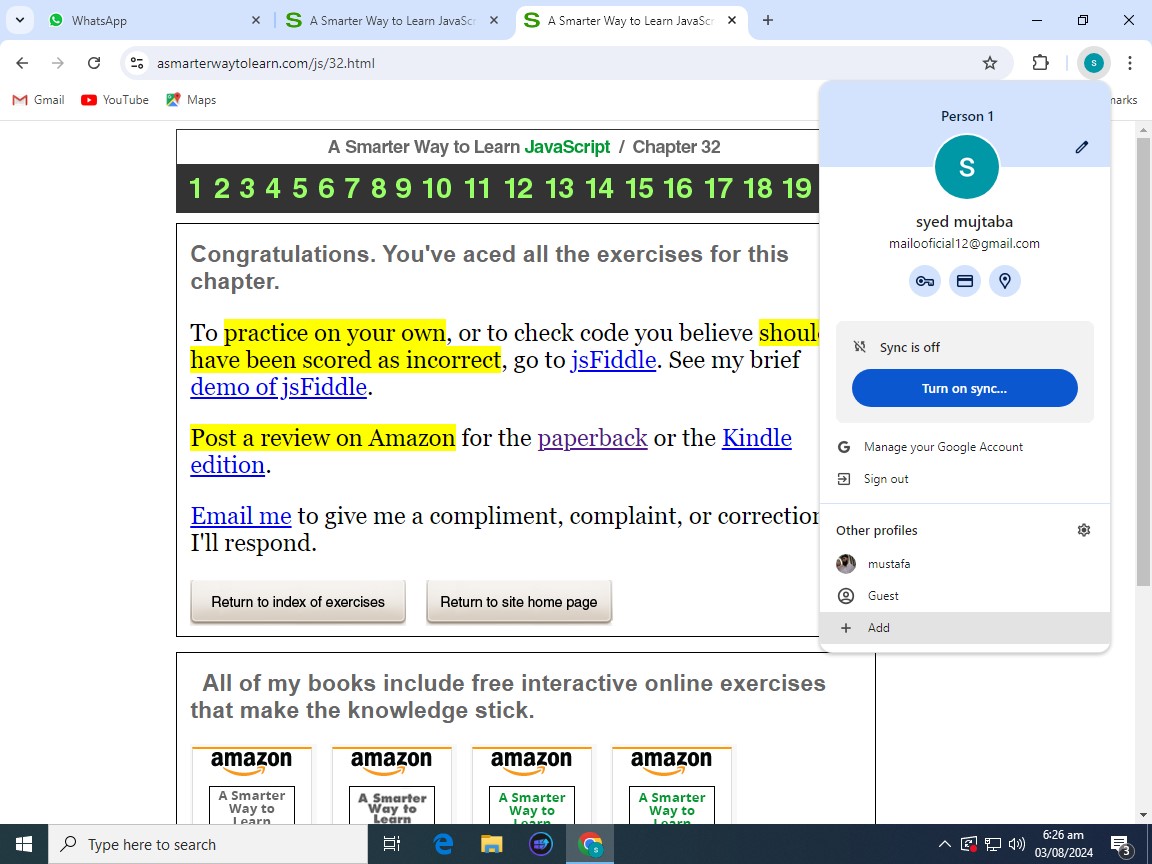 WhatsApp
A Smarter Way to Learn JavaSc
A Smarter Way to Learn JavaSc
asmarterwaytolearn.com/js/32.html
S
Gmail
YouTube
Maps
marks
A Smarter Way to Learn JavaScript / Chapter 32
1 2 3 4 5 6 7 8 9 10 11 12 13 14 15 16 17 18 19
Congratulations. You've aced all the exercises for this
chapter.
To practice on your own, or to check code you believe shoul
have been scored as incorrect, go to jsFiddle. See my brief
demo of jsFiddle.
Post a review on Amazon for the paperback or the Kindle
edition.
Email me to give me a compliment, complaint, or correction
I'll respond.
Return to index of exercises
Return to site home page
All of my books include free interactive online exercises
that make the knowledge stick.
amazon
A Smarter
Way to
Learn
amazon
A Smarter
Way to
Learn
amazon
A Smarter
Way to
amazon
A Smarter
Way to
Person 1
S
syed mujtaba
mailooficial12@gmail.com
Sync is off
Turn on sync...
Manage your Google Account
Sign out
Other profiles
mustafa
Guest
Add
Type here to search
6:26 am
03/08/2024
3